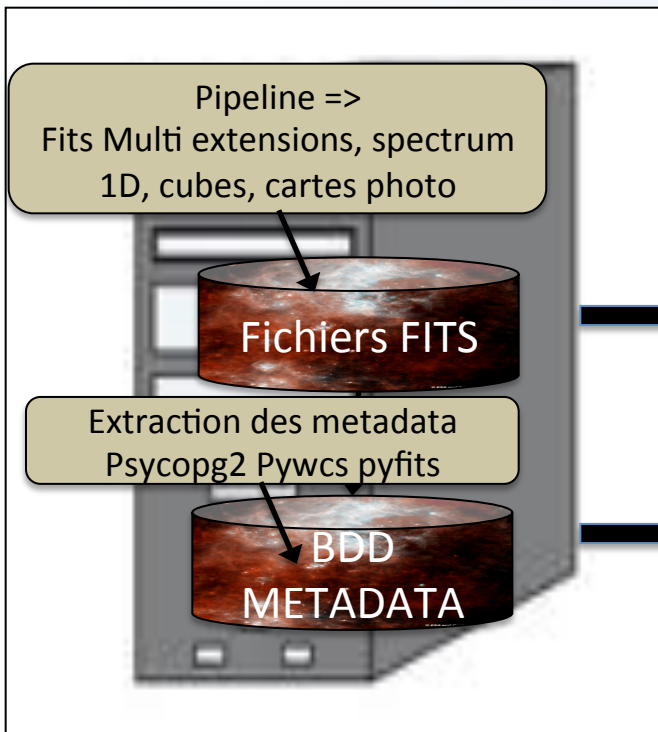 Pipeline =>
Fits Multi extensions, spectrum
1D, cubes, cartes photo
Fichiers FITS
Extraction des metadata
Psycopg2 Pywcs pyfits
BDD
METADATA